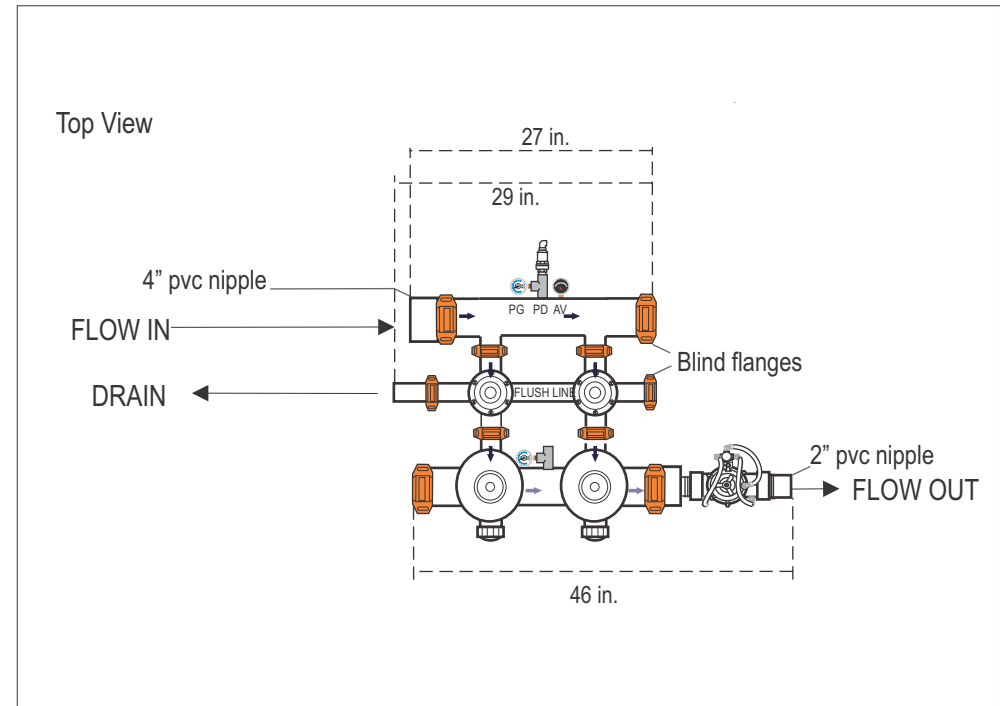 Top View
27 in.
29 in.
4” pvc nipple
PG PD AV
FLOW IN
Blind flanges
DRAIN
FLUSH LINE
2” pvc nipple
FLOW OUT
46 in.